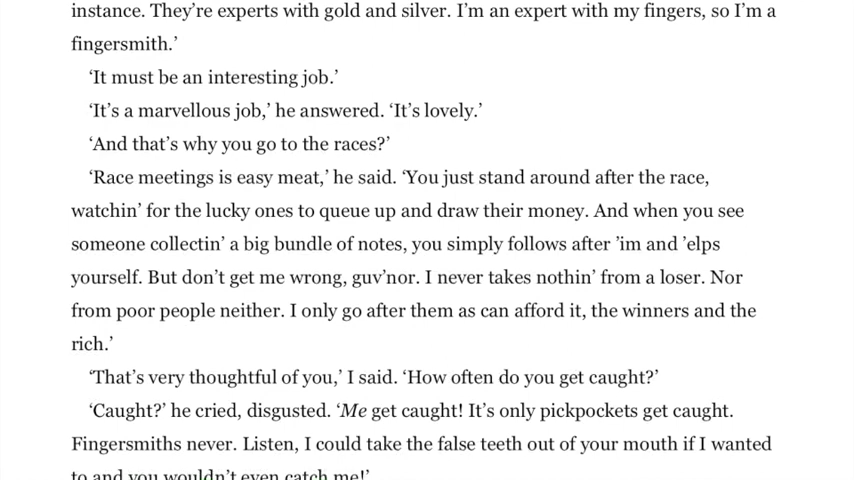 instance. They’re experts with gold and silver. I’m an expert with my fingers, so I’m a
fingersmith.’
‘It must be an interesting job.’
‘It’s a marvellous job,’ he answered. ‘It’s lovely.’
‘And that’s why you go to the races?’
‘Race meetings is easy meat,’ he said. ‘You just stand around after the race,
watchin’ for the lucky ones to queue up and draw their money. And when you see
someone collectin’ a big bundle of notes, you simply follows after ’im and ’elps
yourself. But don’t get me wrong, guv’nor. I never takes nothin’ from a loser. Nor
from poor people neither. I only go after them as can afford it, the winners and the
rich.’
‘That’s very thoughtful of you,’ I said. ‘How often do you get caught?’
‘Caught?’ he cried, disgusted. ‘Me get caught! It’s only pickpockets get caught.
Fingersmiths never. Listen, I could take the false teeth out of your mouth if I wanted
to and you wouldn’t even catch me!’